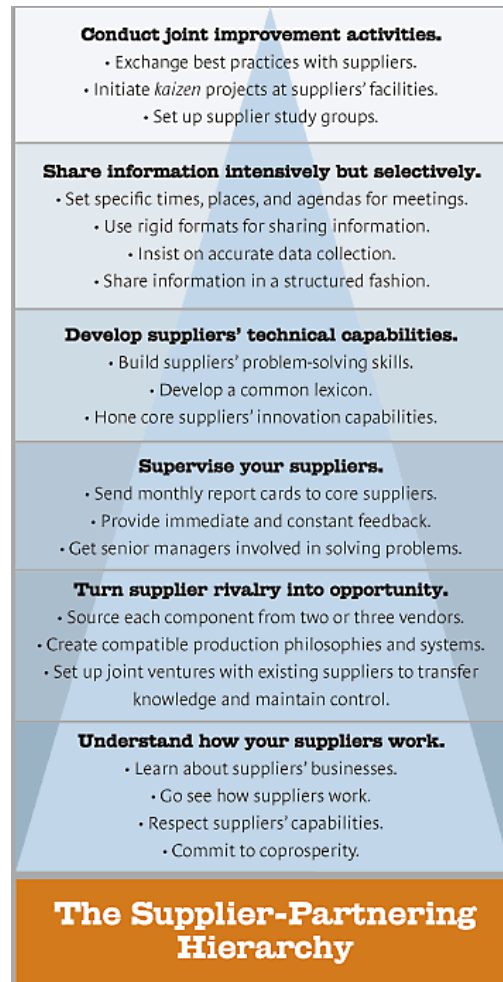 Conduct joint improvement activities.
• Exchange best practices with suppliers.
• Initiate kaizen projects at suppliers' facilities.
• Set up supplier study groups.
Share information intensively but selectively.
• Set specific times, places, and agendas for meetings.
• Use rigid formats for sharing information.
• Insist on accurate data collection.
• Share information in a structured fashion.
Develop suppliers' technical capabilities.
• Build suppliers' problem-solving skills.
• Develop a common lexicon.
• Hone core suppliers' innovation capabilities.
Supervise your suppliers.
• Send monthly report cards to core suppliers.
• Provide immediate and constant feedback.
• Get senior managers involved in solving problems.
Turn supplier rivalry into opportunity.
• Source each component from two or three vendors.
• Create compatible production philosophies and systems.
• Set up joint ventures with existing suppliers to transfer
knowledge and maintain control.
Understand how your suppliers work.
• Learn about suppliers' businesses.
• Go see how suppliers work.
• Respect suppliers' capabilities.
• Commit to coprosperity.
The Supplier-Partnering
Hierarchy